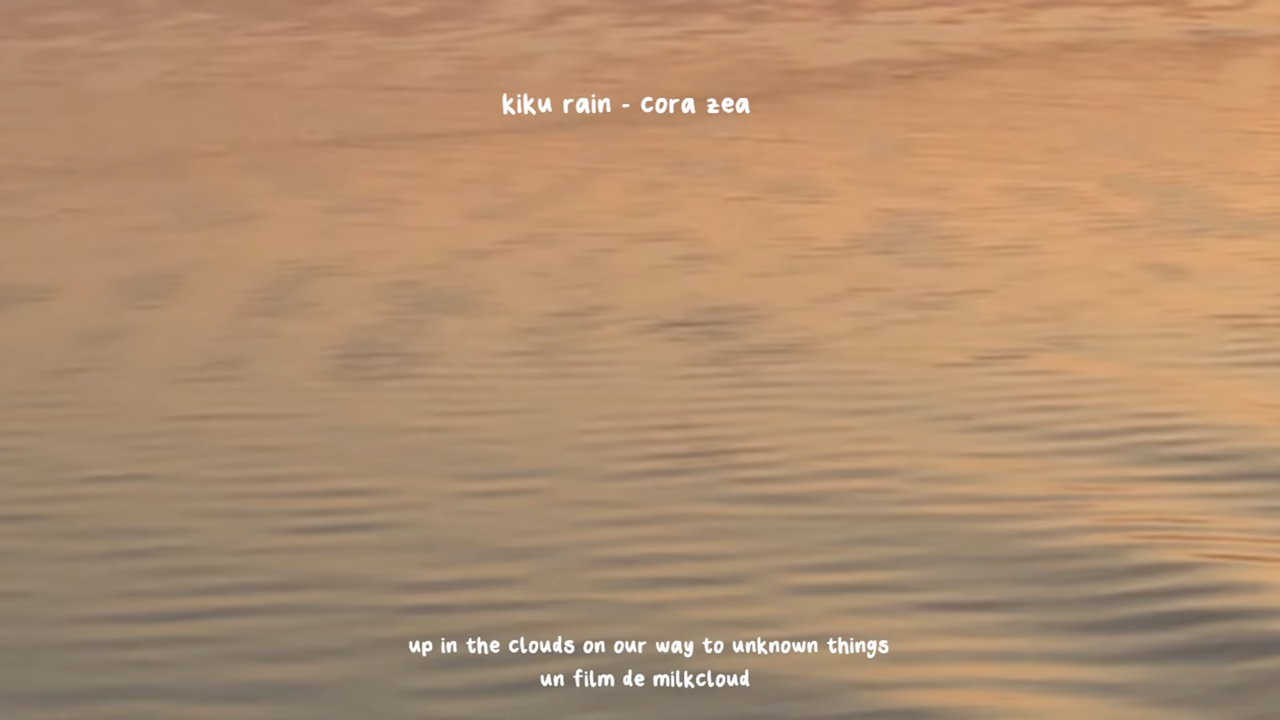 kiku rain - cora zea
up in the clouds on our way to unknown things
un film de milkcloud